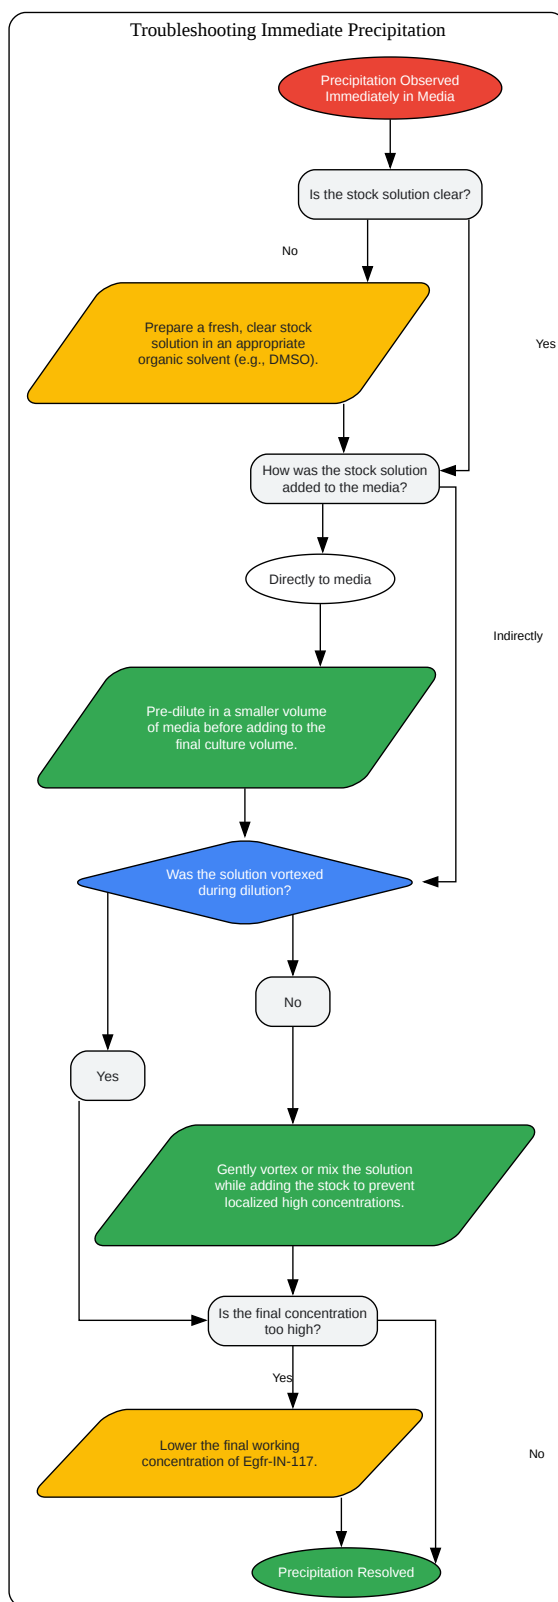 Troubleshooting Immediate Precipitation
Precipitation Observed
Immediately in Media
Is the stock solution clear?
No
Prepare a fresh, clear stock
solution in an appropriate
organic solvent (e.g., DMSO).
Yes
How was the stock solution
added to the media?
Directly to media
Indirectly
Pre-dilute in a smaller volume
of media before adding to the
final culture volume.
Was the solution vortexed
during dilution?
No
Yes
Gently vortex or mix the solution
while adding the stock to prevent
localized high concentrations.
Is the final concentration
too high?
Yes
Lower the final working
concentration of Egfr-IN-117.
No
Precipitation Resolved